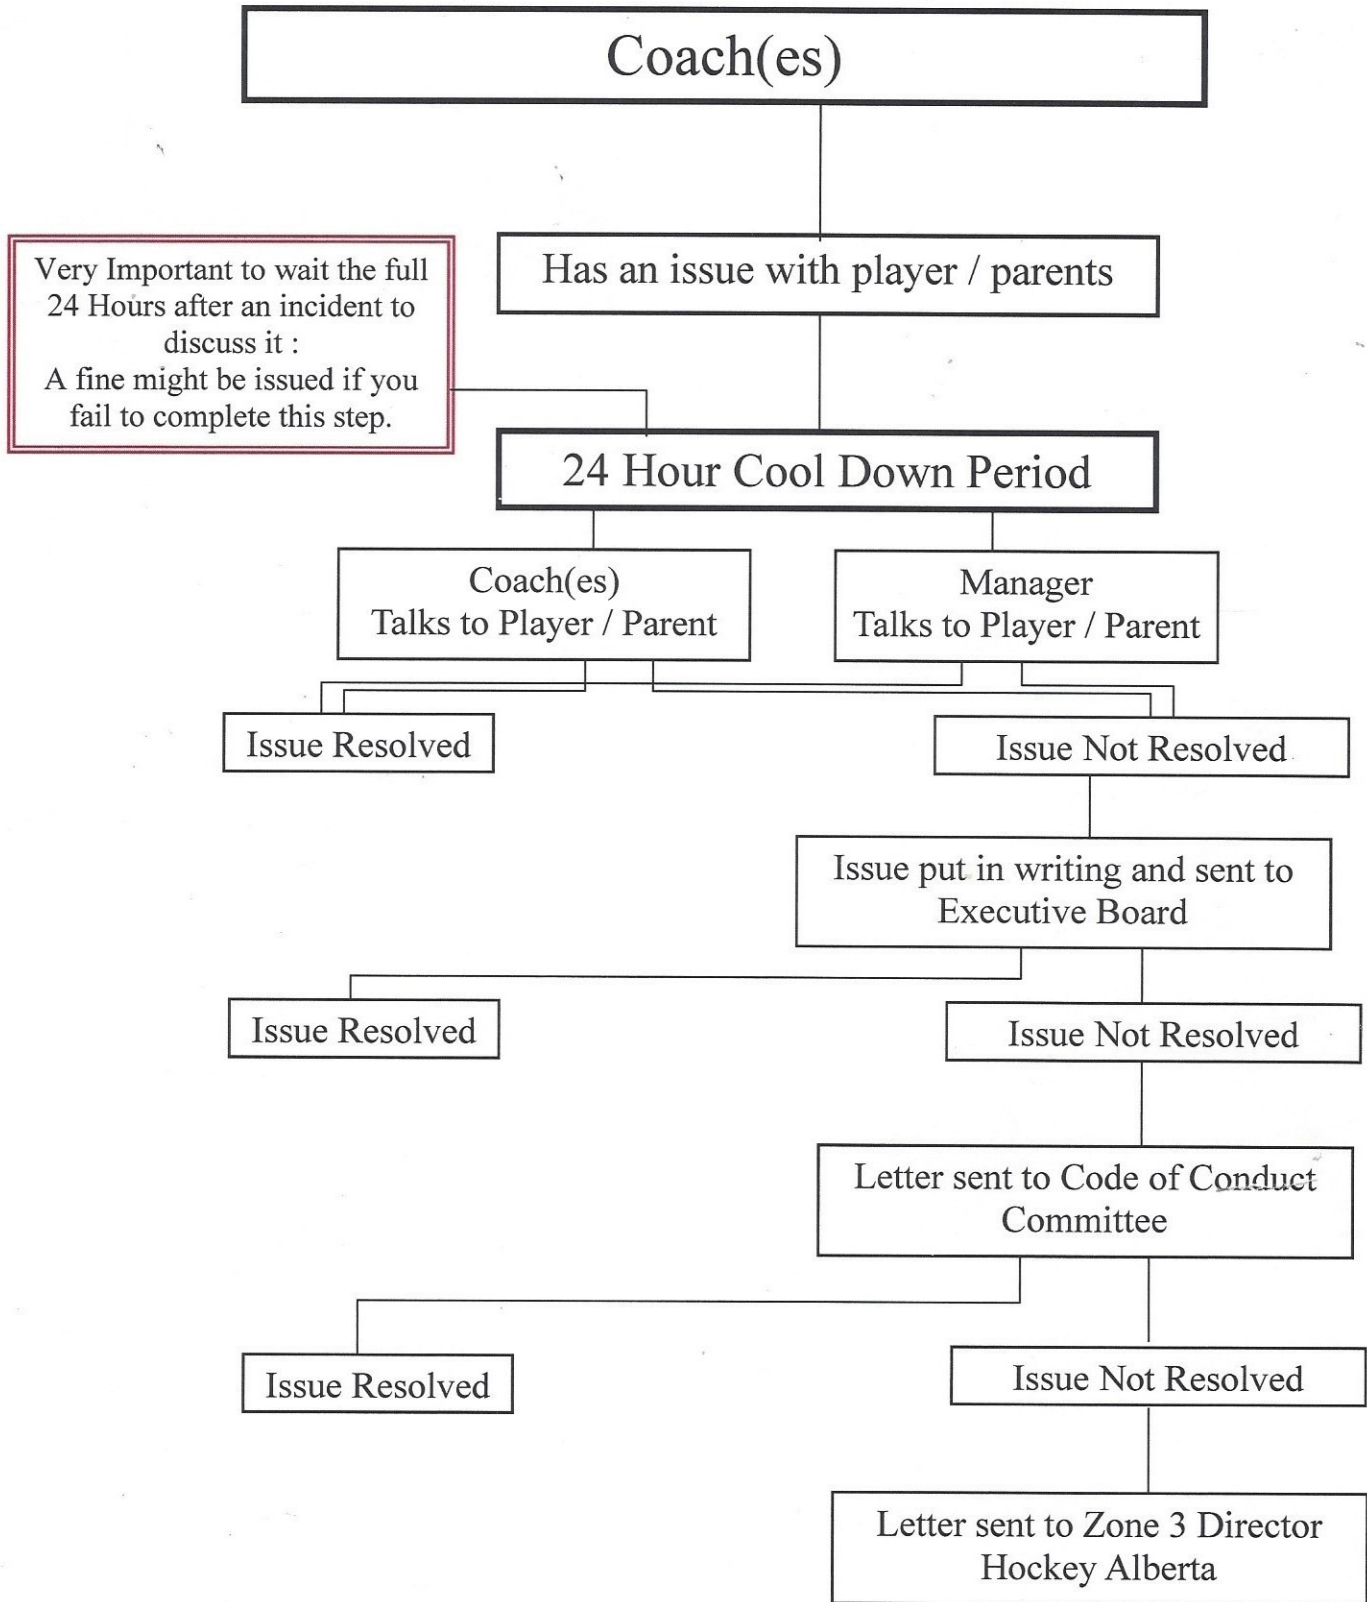 Coach(es)
Has an issue with player / parents
Very Important to wait the full
24 Hours after an incident to
discuss it :
A fine might be issued if you
fail to complete this step.
24 Hour Cool Down Period
Coach(es)
Talks to Player / Parent
Manager
Talks to Player / Parent
Issue Resolved
Issue Not Resolved
Issue put in writing and sent to
Executive Board
Issue Resolved
Issue Not Resolved
Letter sent to Code of Conduct
Committee
Issue Resolved
Issue Not Resolved
Letter sent to Zone 3 Director
Hockey Alberta